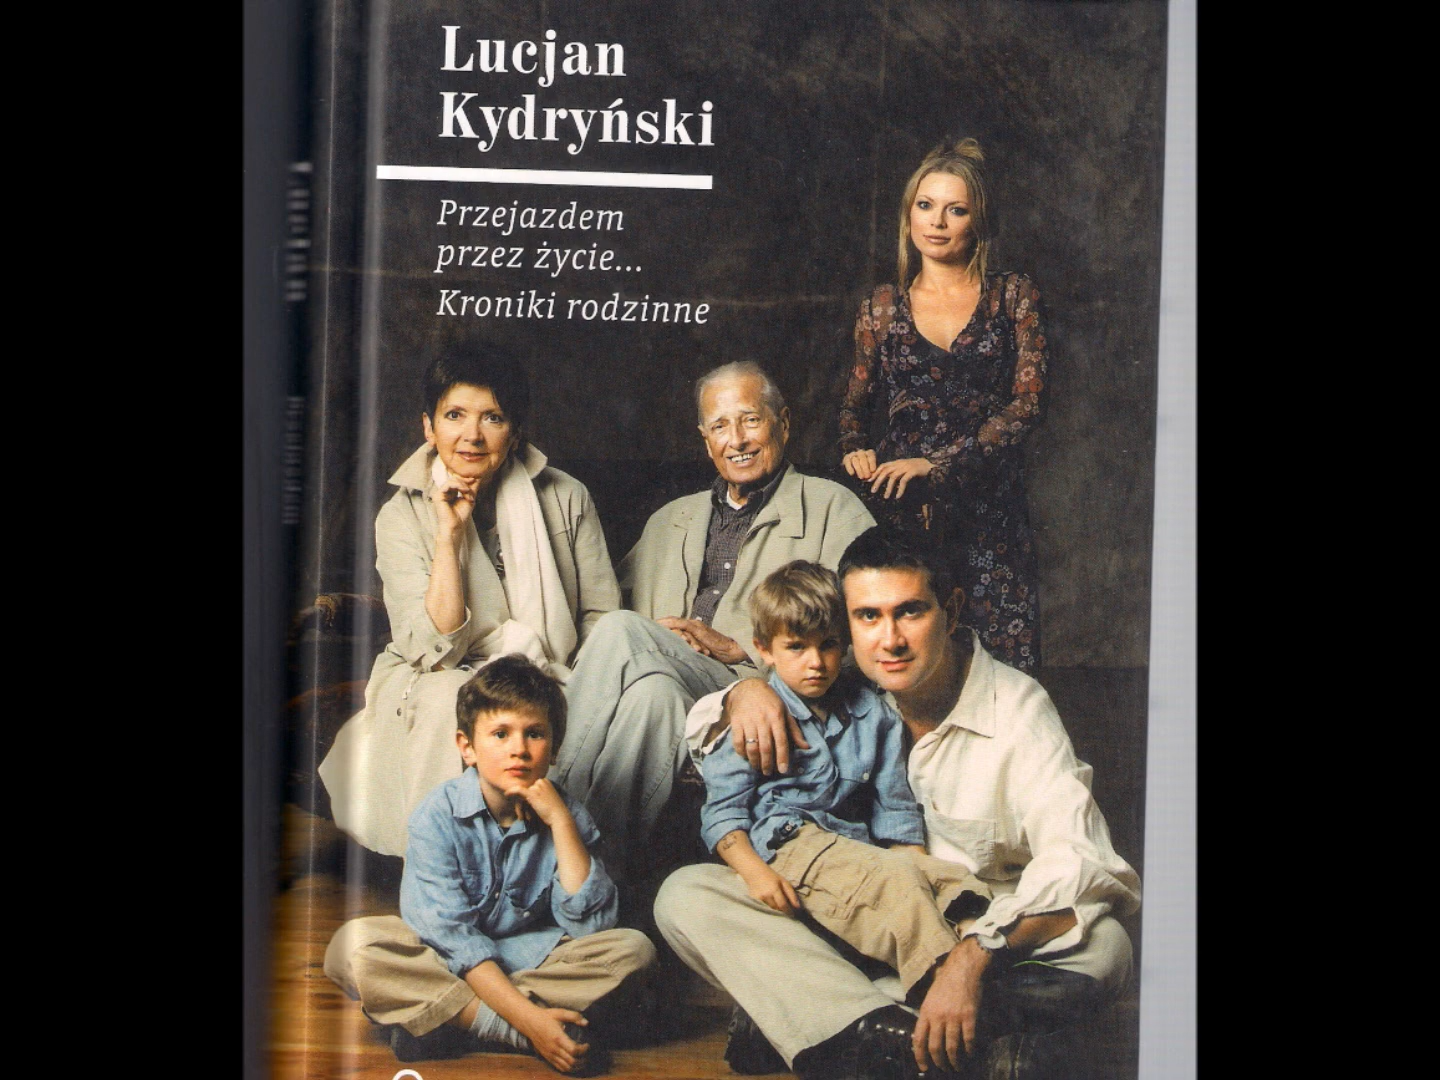 Lucjan
Kydryński
Przejazdem
przez życie...
Kroniki rodzinne